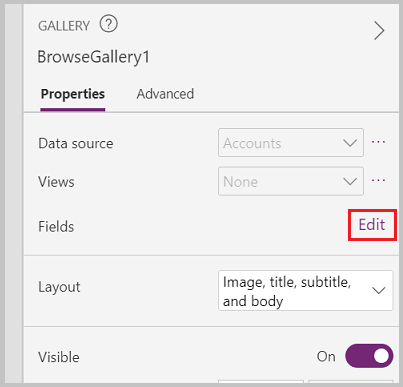 GALLERY ?
BrowseGallery1
Properties Advanced
Data source Accounts ...
Views None ...
Fields Edit
Layout Image, title, subtitle,
and body
Visible On